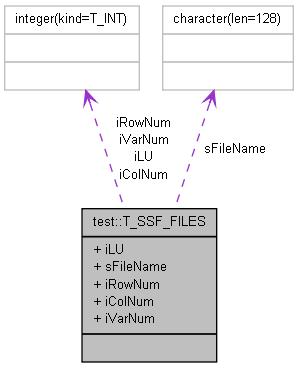 integer(kind=T_INT)
character(len=128)
iRowNum
iVarNum
iLU
iColNum
sFileName
test::T_SSF_FILES
+ iLU
+ sFileName
+ iRowNum
+ iColNum
+ iVarNum